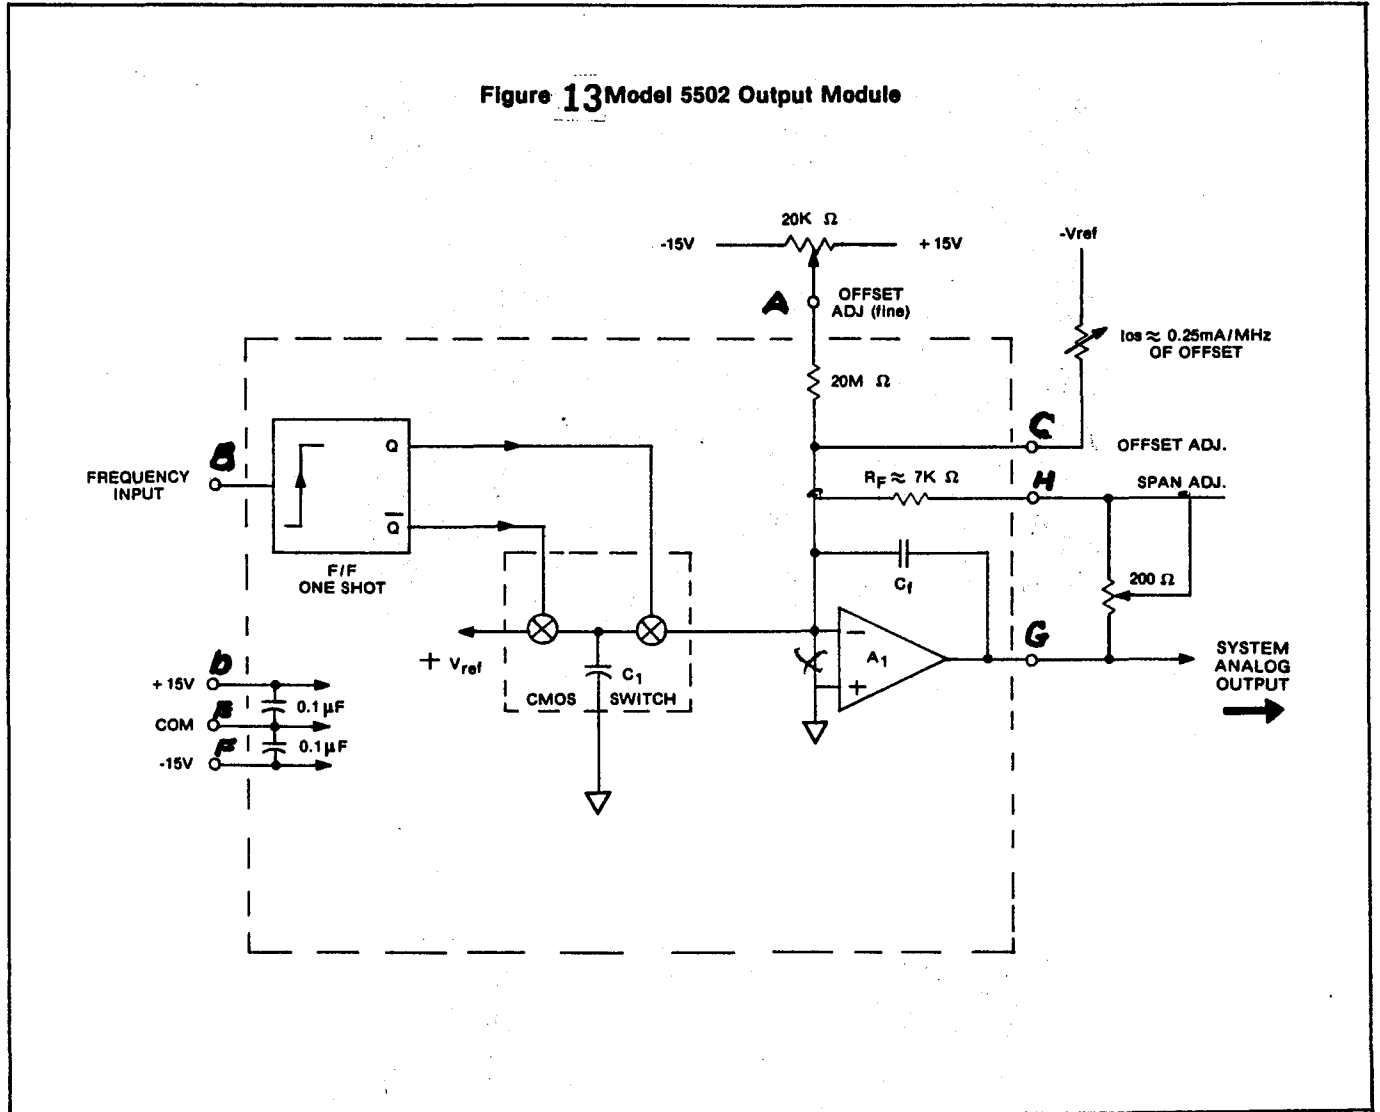 Figure 13 Model 5502 Output Module
20K Ω
-15V
+ 15V
-Vref
A
OFFSET
ADJ (fine)
Ios ≈ 0.25mA/MHz
OF OFFSET
20M Ω
C
OFFSET ADJ.
B
FREQUENCY
INPUT
Q
Q̅
F/F
ONE SHOT
RF ≈ 7K Ω
H
SPAN ADJ.
Cf
200 Ω
+ Vref
C1
CMOS SWITCH
−
A1
+
G
SYSTEM
ANALOG
OUTPUT
D
+ 15V
0.1μF
E
COM
0.1μF
F
-15V